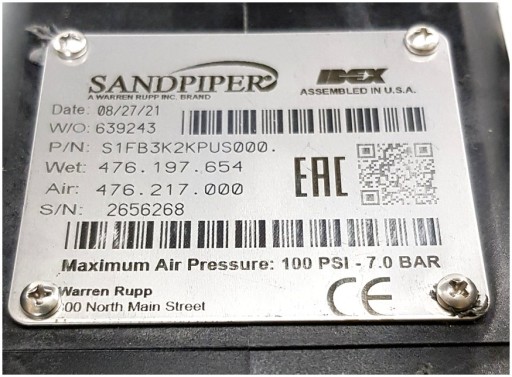 SANDPIPER
A WARREN RUPP INC. BRAND
IDEX
ASSEMBLED IN U.S.A.
Date: 08/27/21
W/O: 639243
P/N: S1FB3K2KPUS000.
Wet: 476.197.654
Air: 476.217.000
EAC
S/N: 2656268
Maximum Air Pressure: 100 PSI - 7.0 BAR
Warren Rupp
00 North Main Street
CE